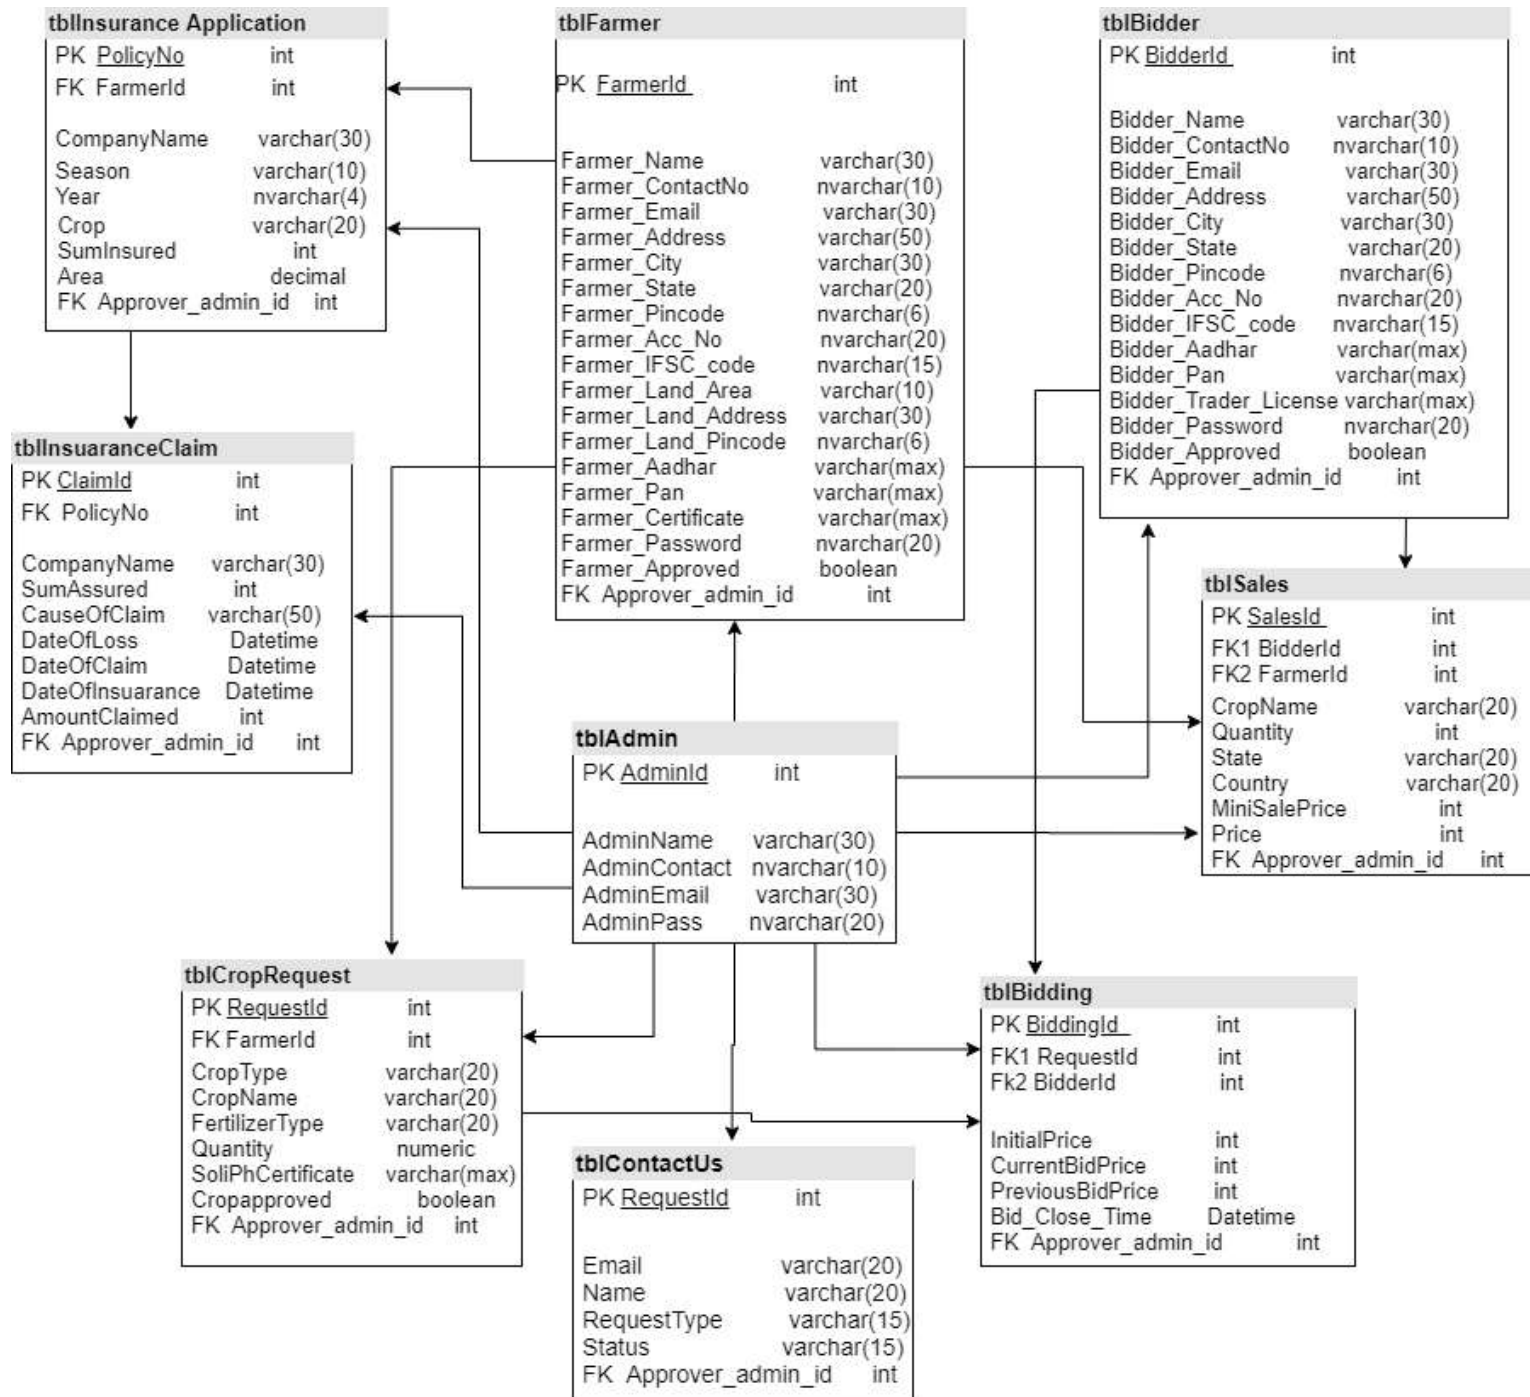 tblInsurance Application
PK PolicyNo int
FK FarmerId int
CompanyName varchar(30)
Season varchar(10)
Year nvarchar(4)
Crop varchar(20)
SumInsured int
Area decimal
FK Approver_admin_id int
tblFarmer
PK FarmerId int
Farmer_Name varchar(30)
Farmer_ContactNo nvarchar(10)
Farmer_Email varchar(30)
Farmer_Address varchar(50)
Farmer_City varchar(30)
Farmer_State varchar(20)
Farmer_Pincode nvarchar(6)
Farmer_Acc_No nvarchar(20)
Farmer_IFSC_code nvarchar(15)
Farmer_Land_Area varchar(10)
Farmer_Land_Address varchar(30)
Farmer_Land_Pincode nvarchar(6)
Farmer_Aadhar varchar(max)
Farmer_Pan varchar(max)
Farmer_Certificate varchar(max)
Farmer_Password nvarchar(20)
Farmer_Approved boolean
FK Approver_admin_id int
tblBidder
PK BidderId int
Bidder_Name varchar(30)
Bidder_ContactNo nvarchar(10)
Bidder_Email varchar(30)
Bidder_Address varchar(50)
Bidder_City varchar(30)
Bidder_State varchar(20)
Bidder_Pincode nvarchar(6)
Bidder_Acc_No nvarchar(20)
Bidder_IFSC_code nvarchar(15)
Bidder_Aadhar varchar(max)
Bidder_Pan varchar(max)
Bidder_Trader_License varchar(max)
Bidder_Password nvarchar(20)
Bidder_Approved boolean
FK Approver_admin_id int
tblInsuaranceClaim
PK ClaimId int
FK PolicyNo int
CompanyName varchar(30)
SumAssured int
CauseOfClaim varchar(50)
DateOfLoss Datetime
DateOfClaim Datetime
DateOfInsuarance Datetime
AmountClaimed int
FK Approver_admin_id int
tblSales
PK SalesId int
FK1 BidderId int
FK2 FarmerId int
CropName varchar(20)
Quantity int
State varchar(20)
Country varchar(20)
MiniSalePrice int
Price int
FK Approver_admin_id int
tblAdmin
PK AdminId int
AdminName varchar(30)
AdminContact nvarchar(10)
AdminEmail varchar(30)
AdminPass nvarchar(20)
tblCropRequest
PK RequestId int
FK FarmerId int
CropType varchar(20)
CropName varchar(20)
FertilizerType varchar(20)
Quantity numeric
SoliPhCertificate varchar(max)
Cropapproved boolean
FK Approver_admin_id int
tblBidding
PK BiddingId int
FK1 RequestId int
Fk2 BidderId int
InitialPrice int
CurrentBidPrice int
PreviousBidPrice int
Bid_Close_Time Datetime
FK Approver_admin_id int
tblContactUs
PK RequestId int
Email varchar(20)
Name varchar(20)
RequestType varchar(15)
Status varchar(15)
FK Approver_admin_id int